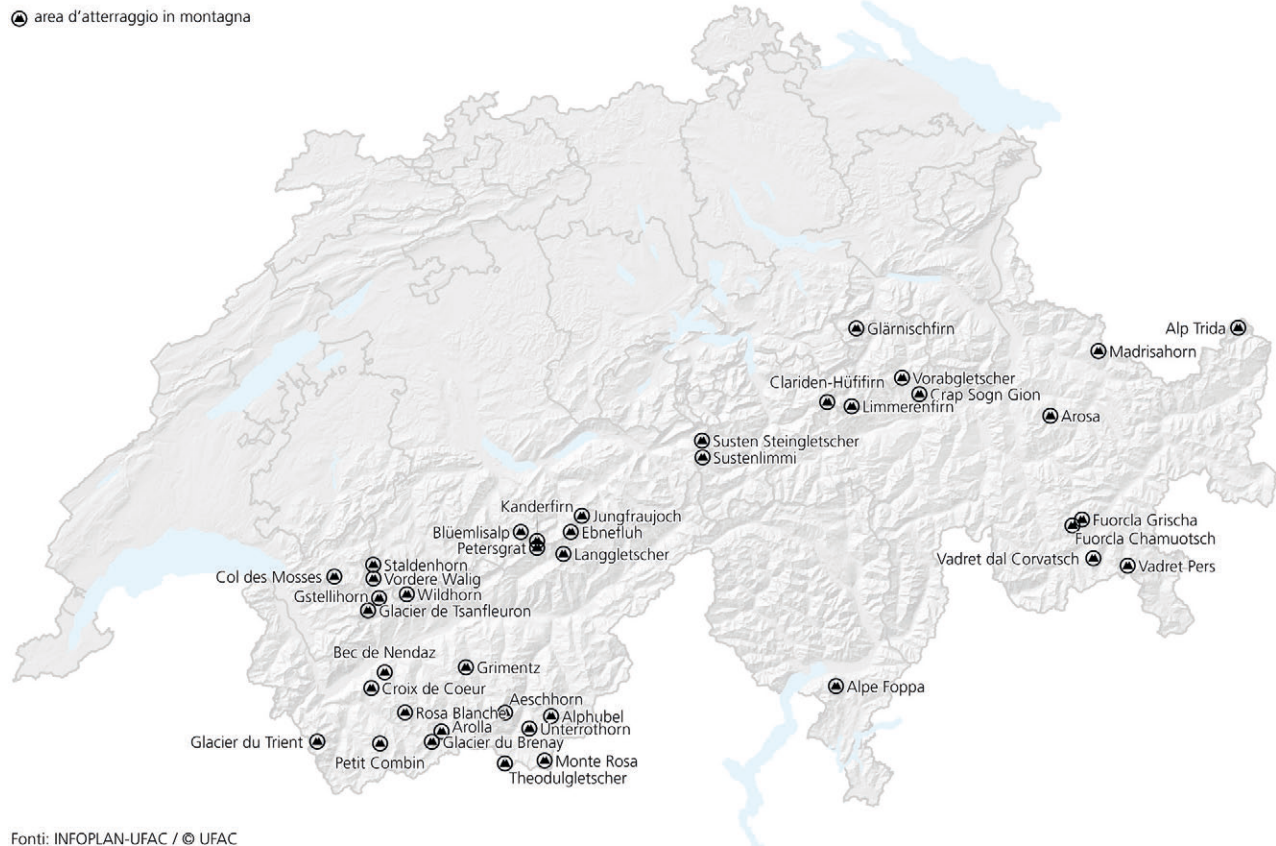 area d'atterraggio in montagna
Glärnischfirn
Alp Trida
Madrisahorn
Clariden-Hüfifirn
Vorabgletscher
Crap Sogn Gion
Limmerenfirn
Arosa
Susten Steingletscher
Sustenlimmi
Kanderfirn
Jungfraujoch
Blüemlisalp
Ebnefluh
Petersgrat
Langgletscher
Fuorcla Grischa
Fuorcla Chamuotsch
Vadret dal Corvatsch
Vadret Pers
Staldenhorn
Col des Mosses
Vordere Walig
Gstellihorn
Wildhorn
Glacier de Tsanfleuron
Bec de Nendaz
Grimentz
Croix de Coeur
Alpe Foppa
Aeschhorn
Rosa Blanche
Alphubel
Arolla
Unterrothorn
Glacier du Trient
Glacier du Brenay
Petit Combin
Monte Rosa
Theodulgletscher
Fonti: INFOPLAN-UFAC / © UFAC